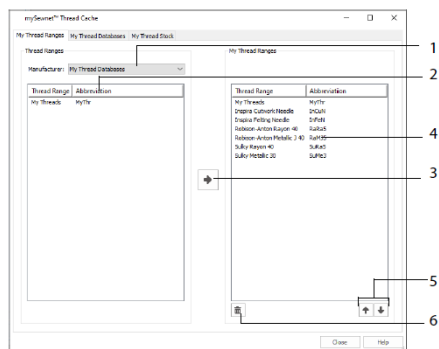 mySewnet™ Thread Cache
My Thread Ranges My Thread Databases My Thread Stock
Thread Ranges
Manufacturer: My Thread Databases
Thread Range Abbreviation
My Threads MyThr
My Thread Ranges
Thread Range Abbreviation
My Threads MyThr
Inspira Cutwork Needle InCuN
Inspira Felting Needle InFeN
Robison-Anton Rayon 40 RaRa5
Robison-Anton Metallic J 40 RaM35
Sulky Rayon 40 SuRa5
Sulky Metallic 30 SuMe3
Close Help
1
2
3
4
5
6